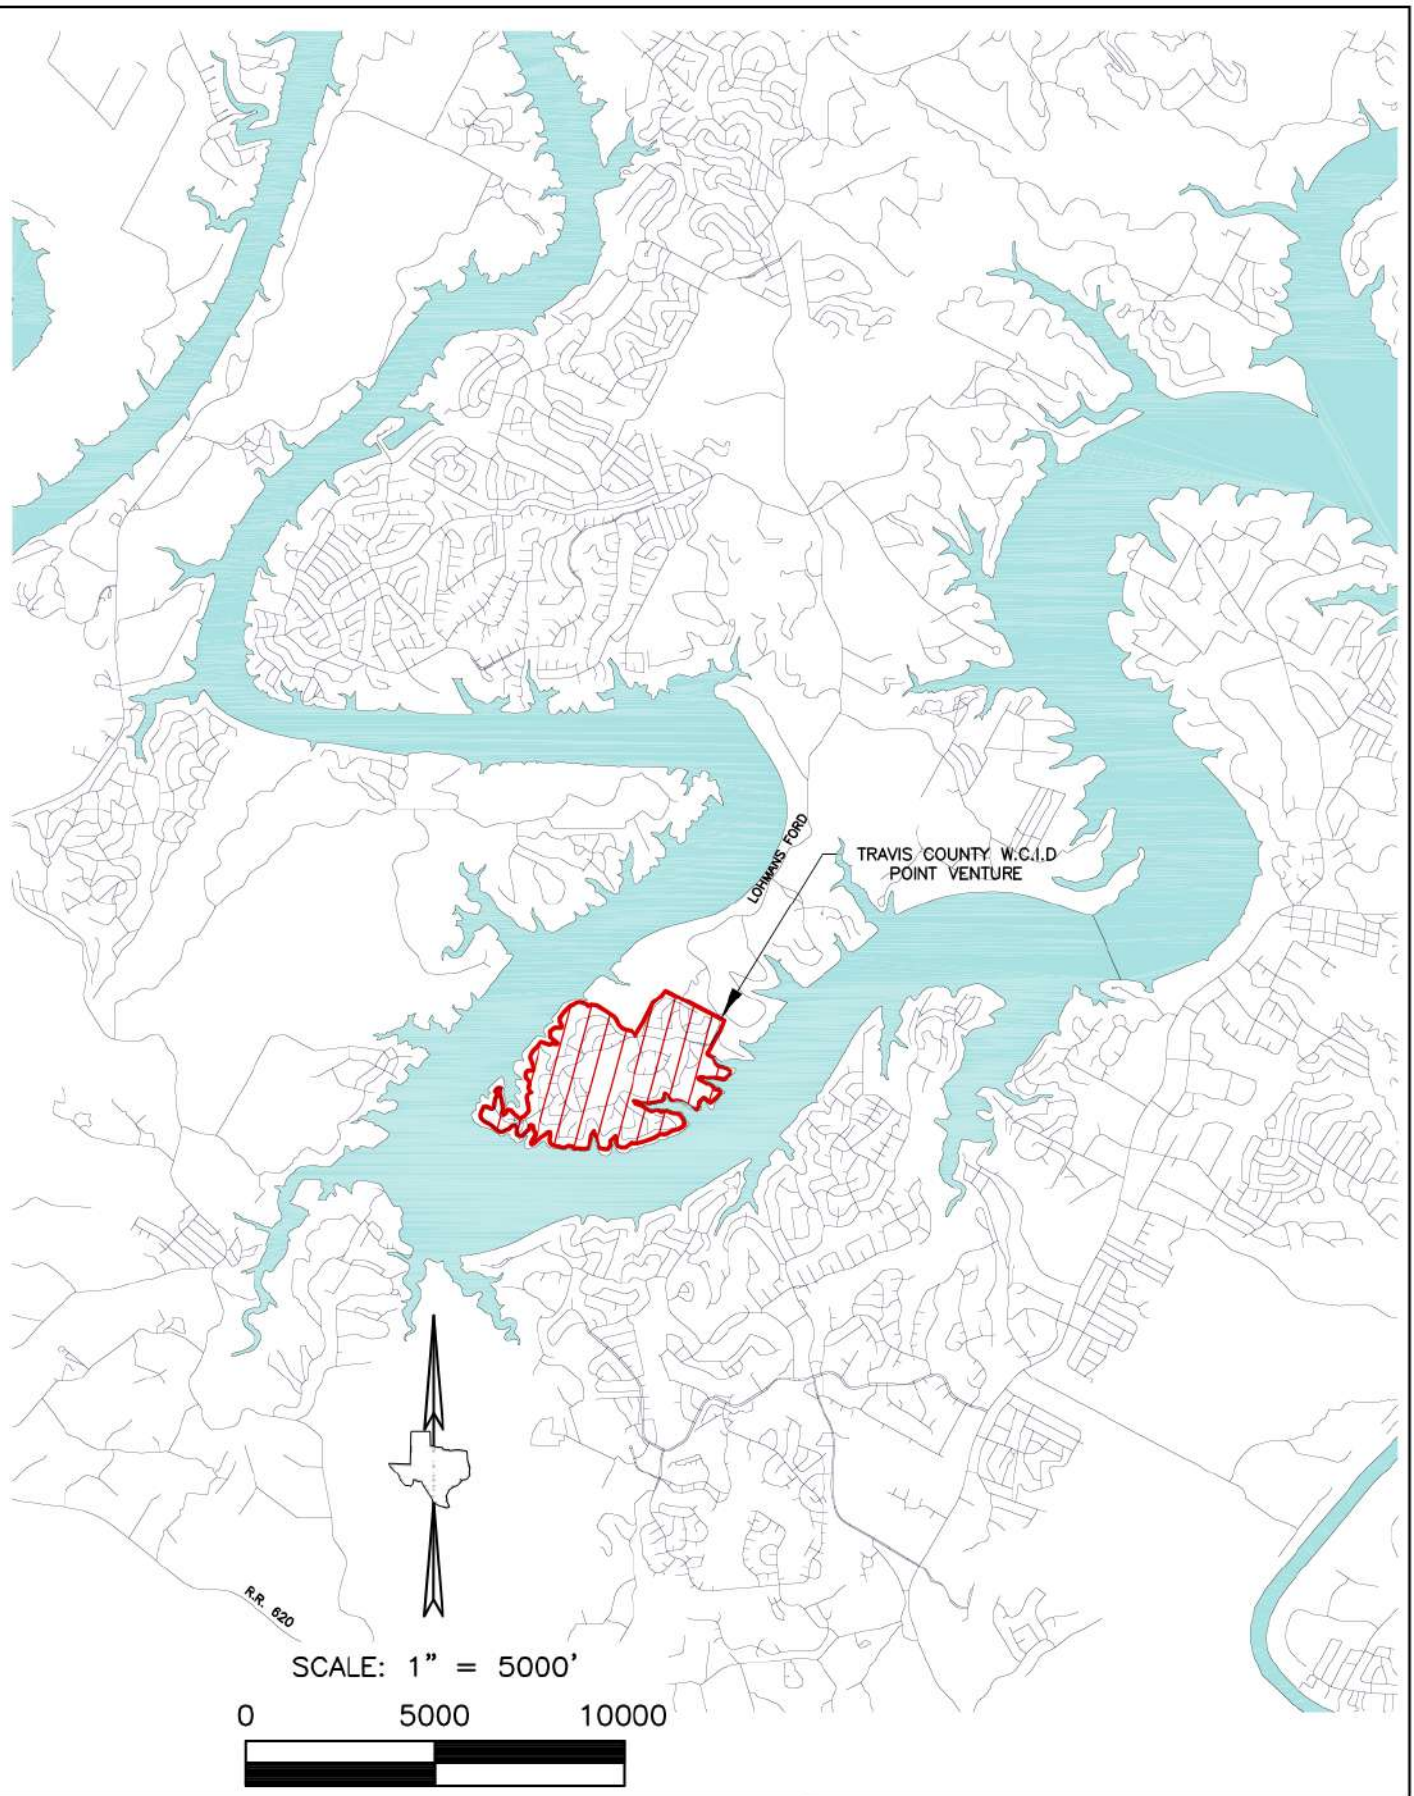 LOHMANS FORD
TRAVIS COUNTY W.C.I.D
POINT VENTURE
R.R. 620
SCALE: 1" = 5000'
0 5000 10000